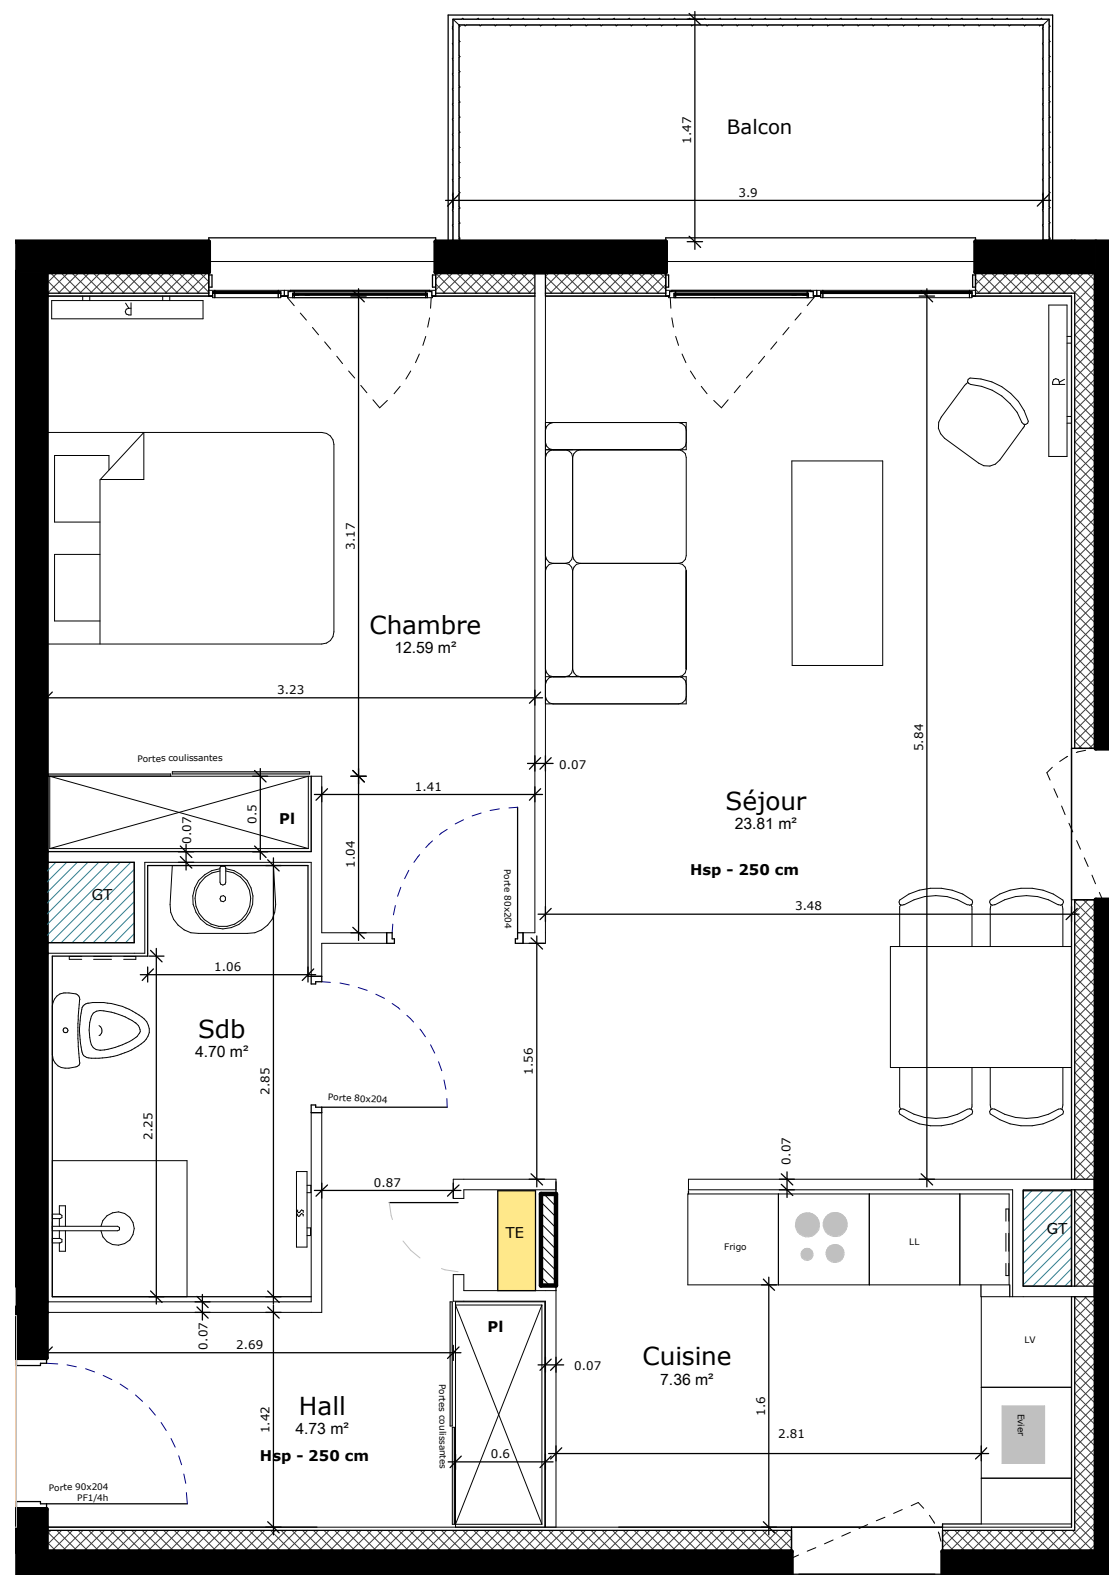 1.47
Balcon
3.9
R
R
3.17
Chambre
12.59 m²
3.23
5.84
Portes coulissantes
0.07
1.41
Séjour
23.81 m²
0.5
Pl
0.07
1.04
Hsp - 250 cm
Porte 80x204
GT
3.48
1.06
Sdb
4.70 m²
1.56
2.85
2.25
Porte 80x204
0.07
0.87
SS
TE
Frigo
LL
GT
0.07
2.69
Pl
0.07
Cuisine
7.36 m²
LV
Hall
4.73 m²
1.42
Hsp - 250 cm
Portes coulissantes
0.6
1.6
2.81
Evier
Porte 90x204
PF1/4h